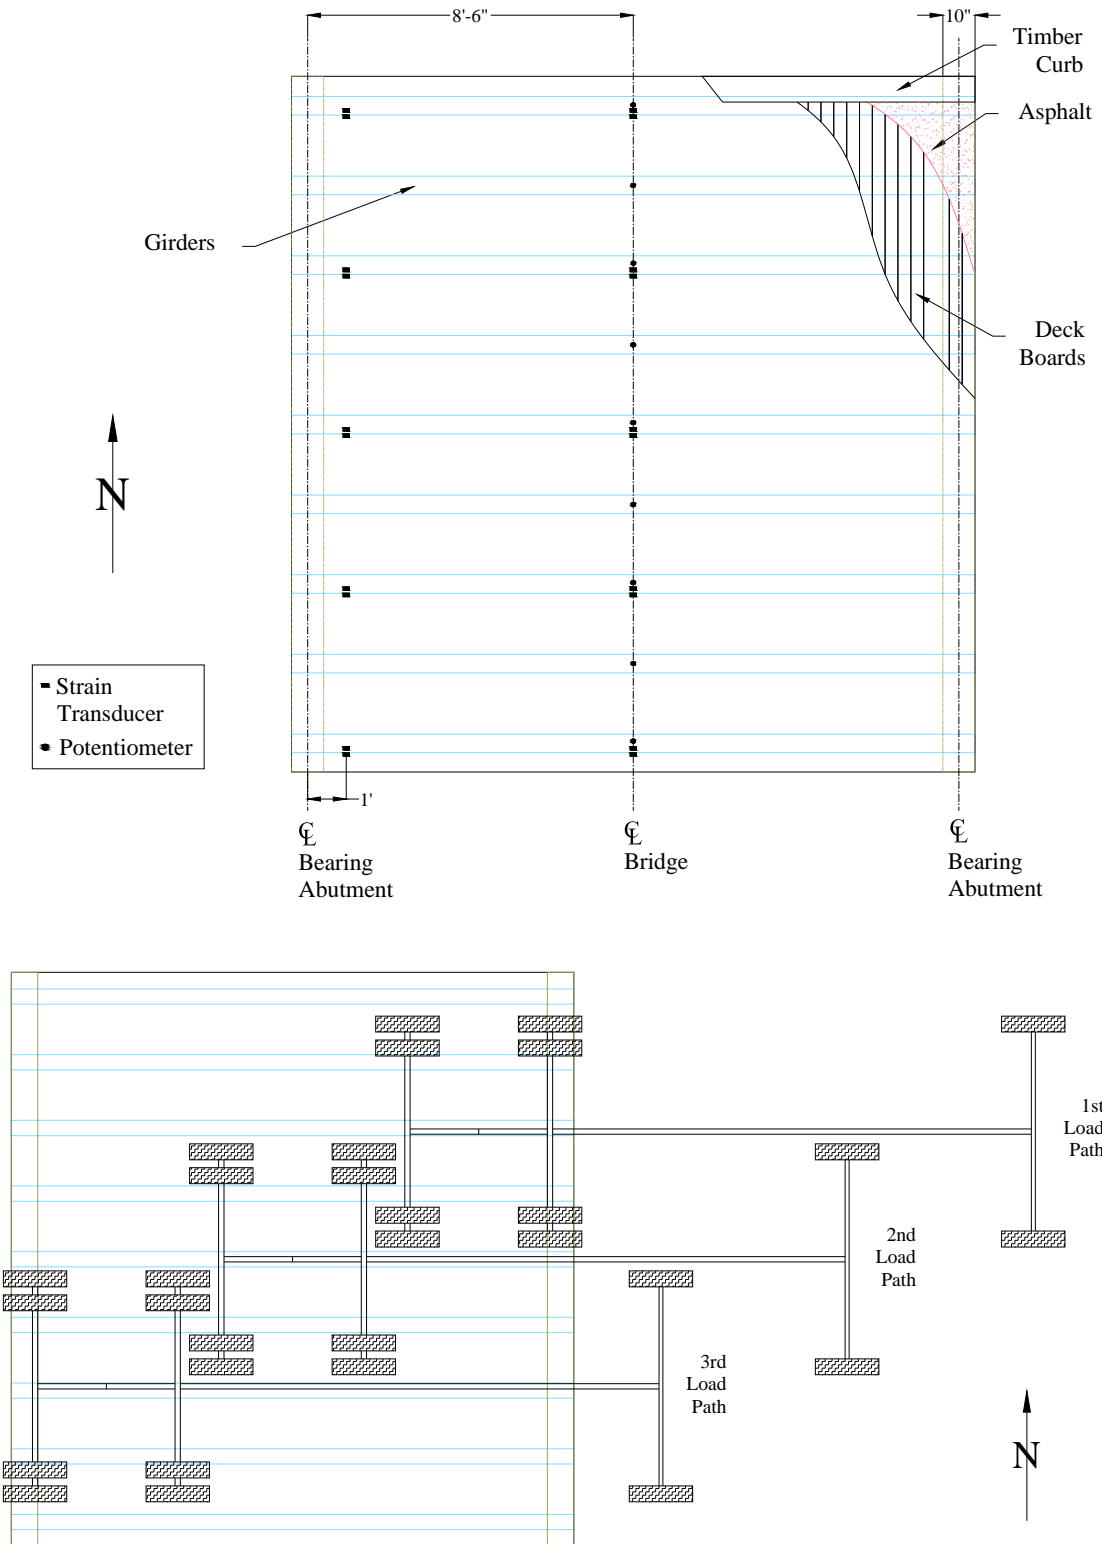 8'-6"
10"
Timber
Curb
Asphalt
Girders
Deck
Boards
N
Strain
Transducer
Potentiometer
1'
℄
Bearing
Abutment
℄
Bridge
℄
Bearing
Abutment
1st
Load
Path
2nd
Load
Path
3rd
Load
Path
N